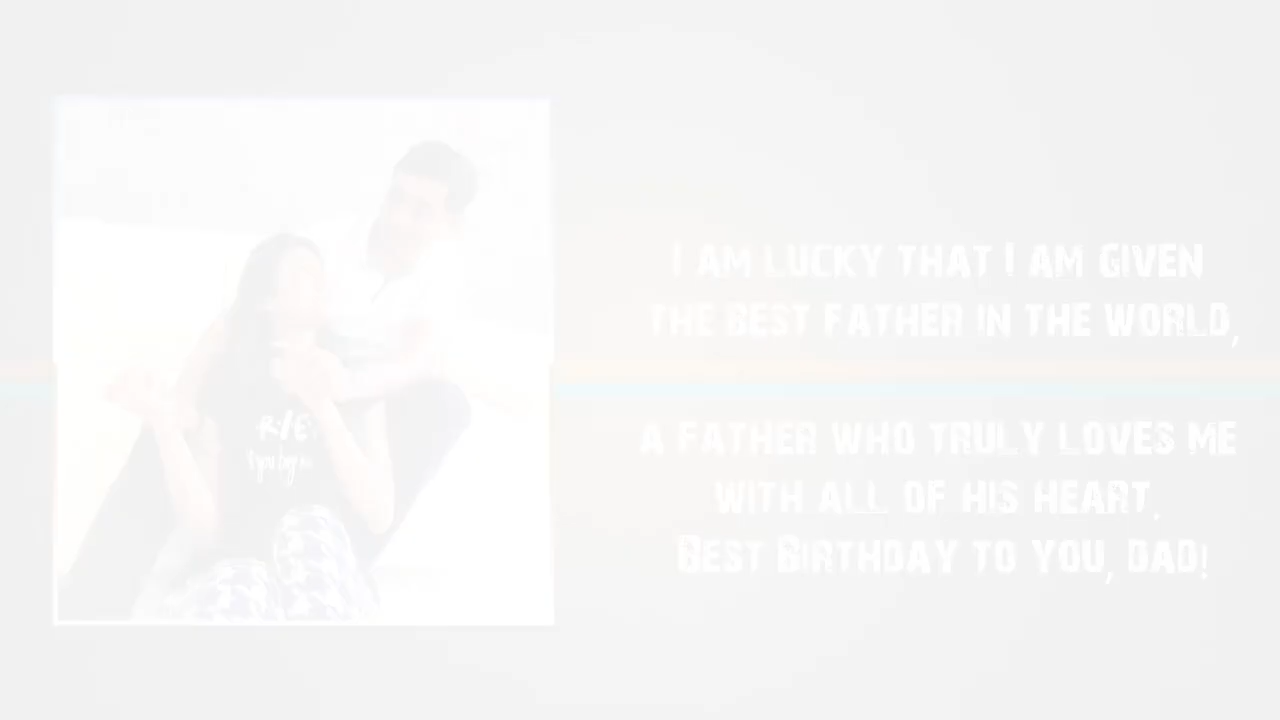 I AM LUCKY THAT I AM GIVEN
THE BEST FATHER IN THE WORLD,
A FATHER WHO TRULY LOVES ME
WITH ALL OF HIS HEART.
BEST BIRTHDAY TO YOU, DAD!